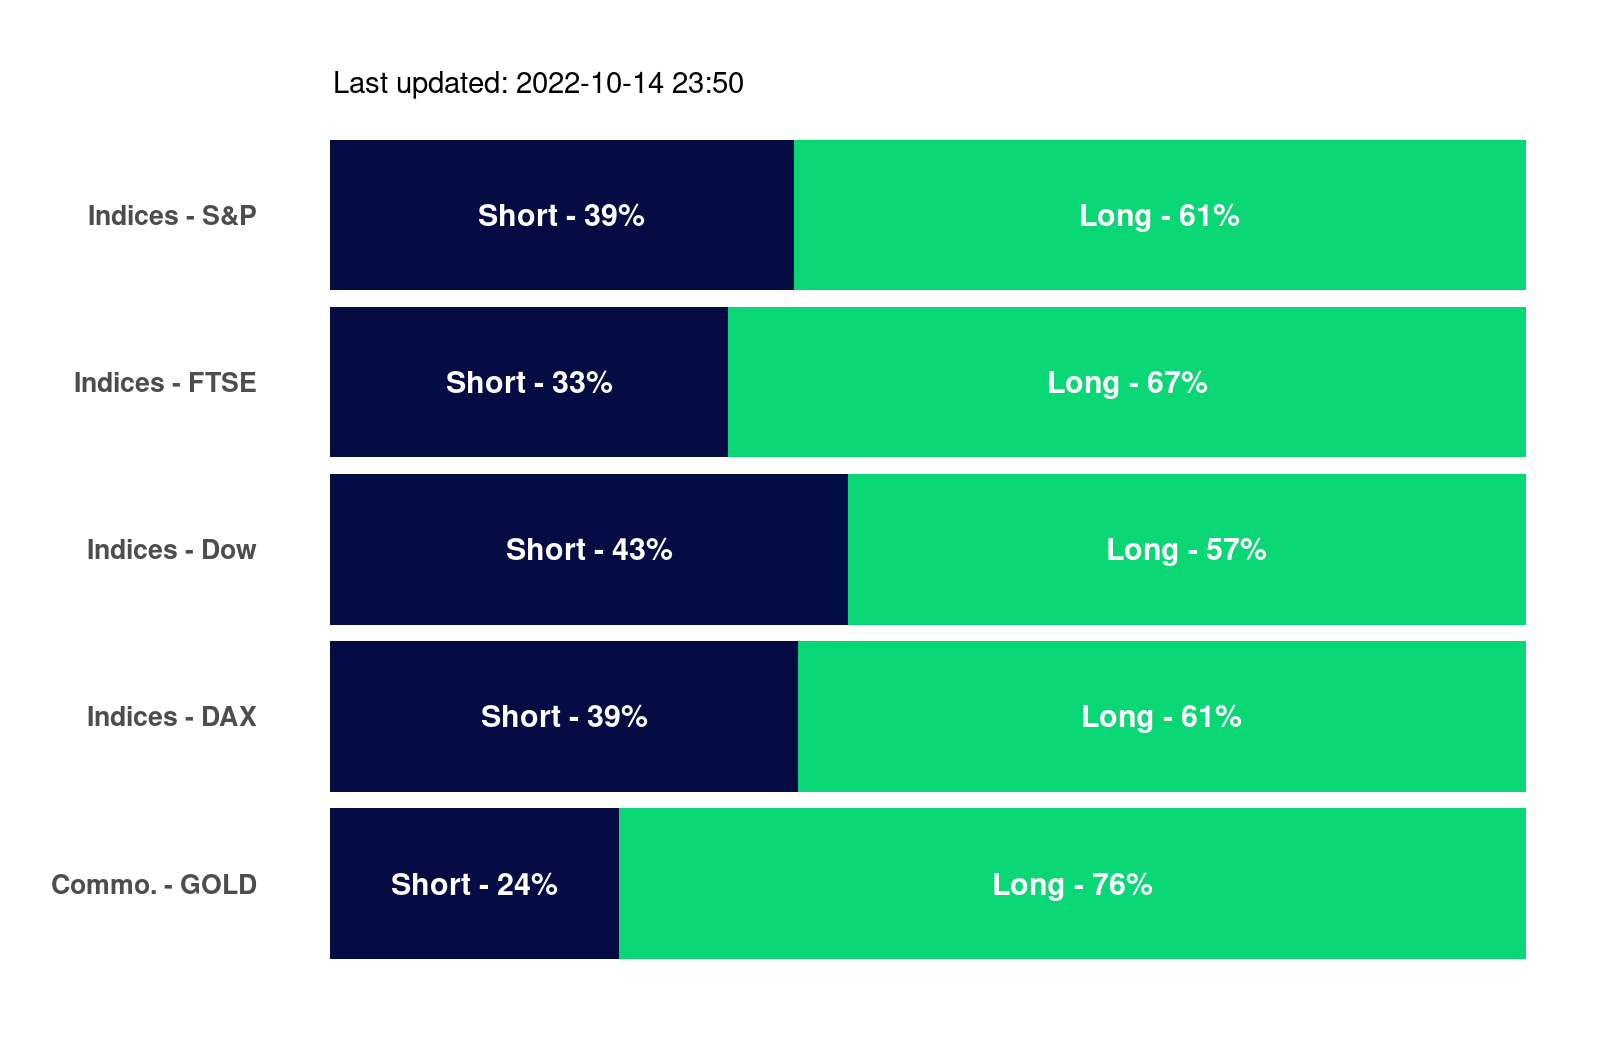 Last updated: 2022-10-14 23:50
Indices - S&P Short - 39% Long - 61%
Indices - FTSE Short - 33% Long - 67%
Indices - Dow Short - 43% Long - 57%
Indices - DAX Short - 39% Long - 61%
Commo. - GOLD Short - 24% Long - 76%